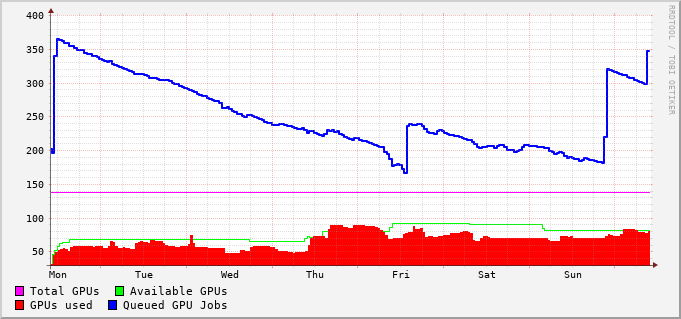 400
350
300
250
200
150
100
50
Mon Tue Wed Thu Fri Sat Sun
Total GPUs Available GPUs
GPUs used Queued GPU Jobs
RRDTOOL / TOBI OETIKER